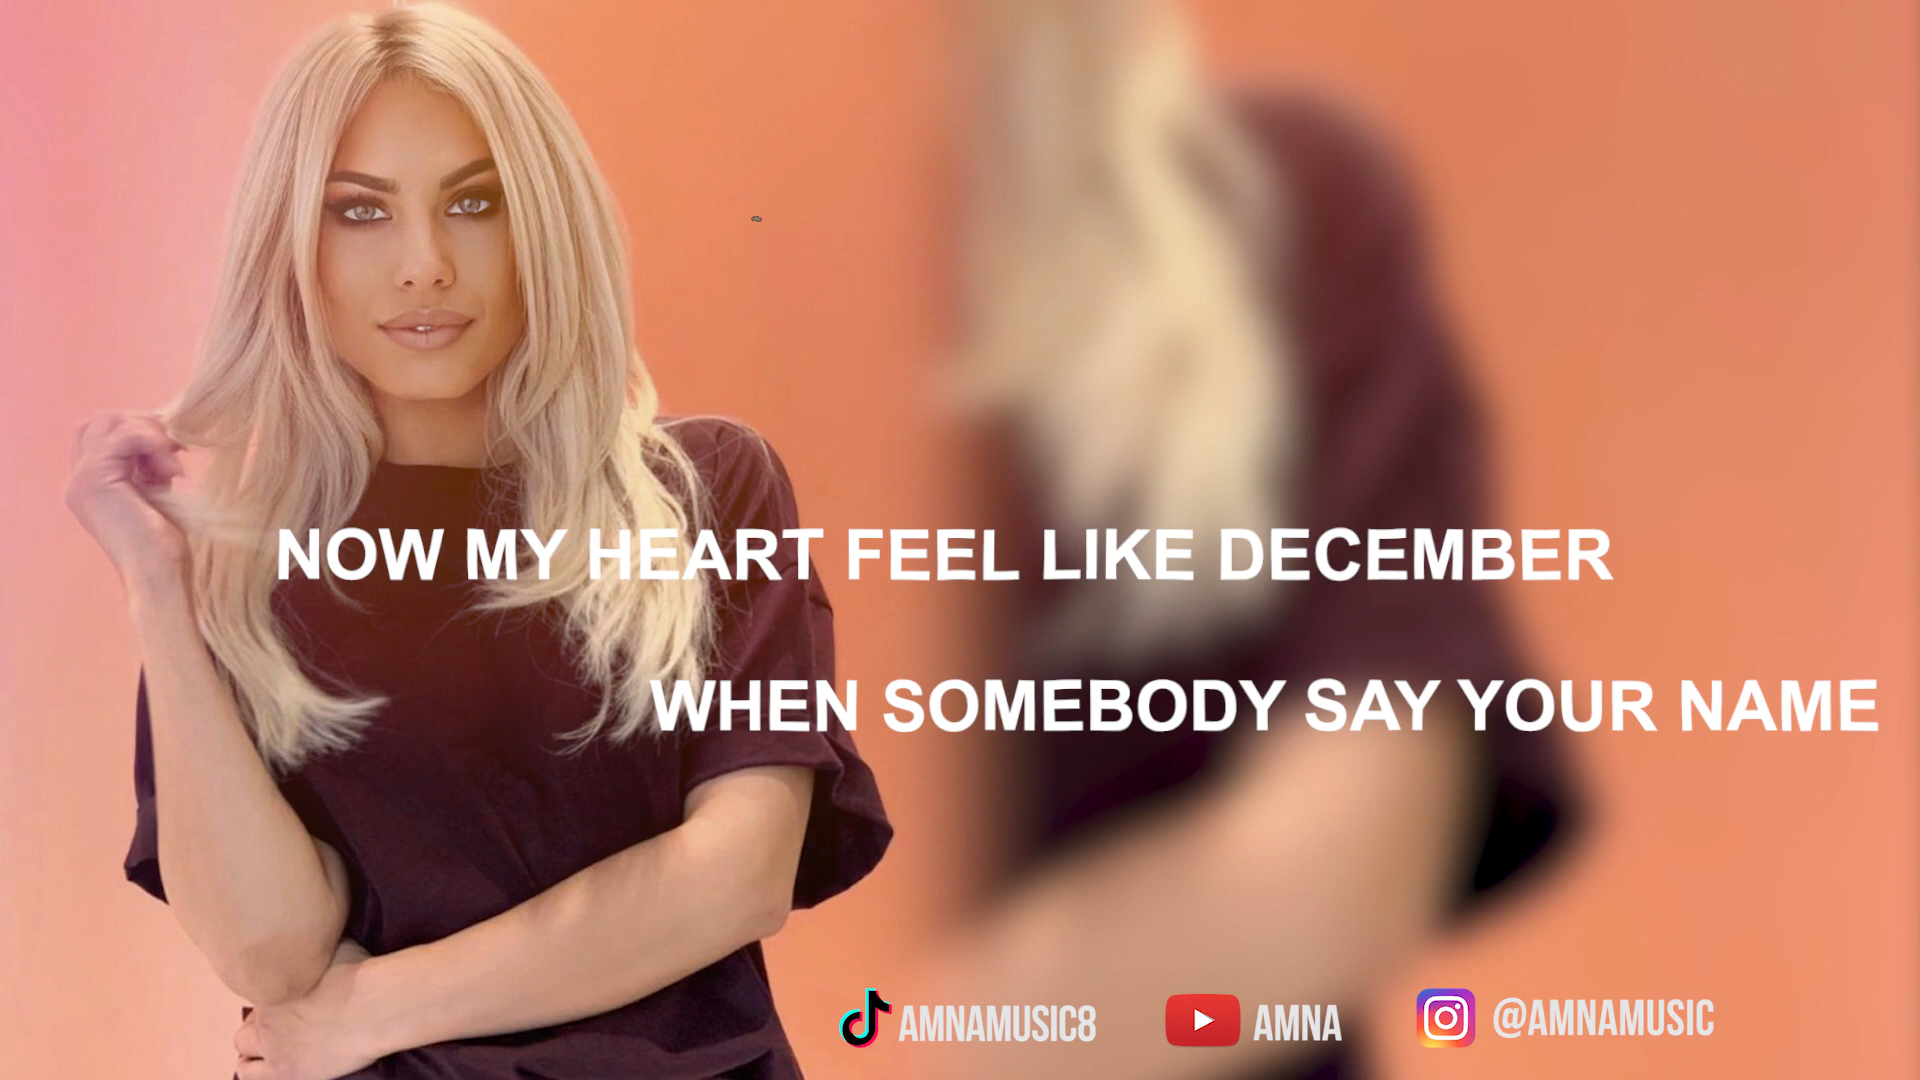 NOW MY HEART FEEL LIKE DECEMBER
WHEN SOMEBODY SAY YOUR NAME
AMNAMUSIC8 AMNA @AMNAMUSIC